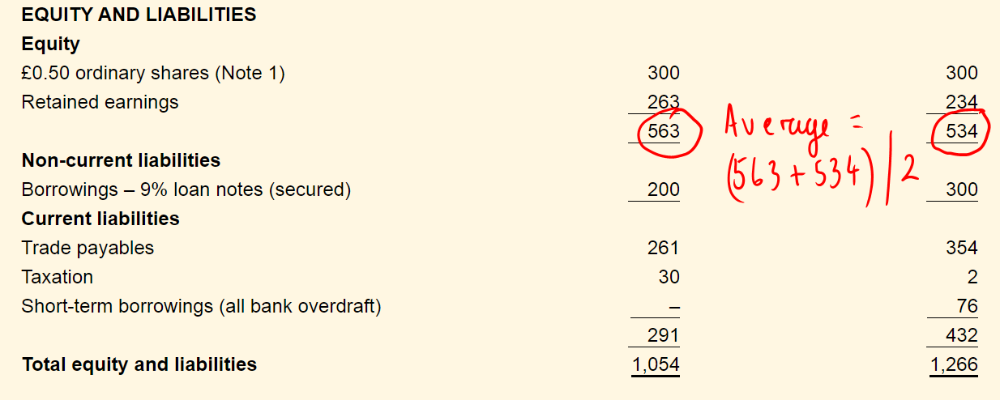 EQUITY AND LIABILITIES
Equity
£0.50 ordinary shares (Note 1) 300 300
Retained earnings 263 234
563 Average = 534
Non-current liabilities
(563 + 534) / 2
Borrowings – 9% loan notes (secured) 200 300
Current liabilities
Trade payables 261 354
Taxation 30 2
Short-term borrowings (all bank overdraft) – 76
291 432
Total equity and liabilities 1,054 1,266